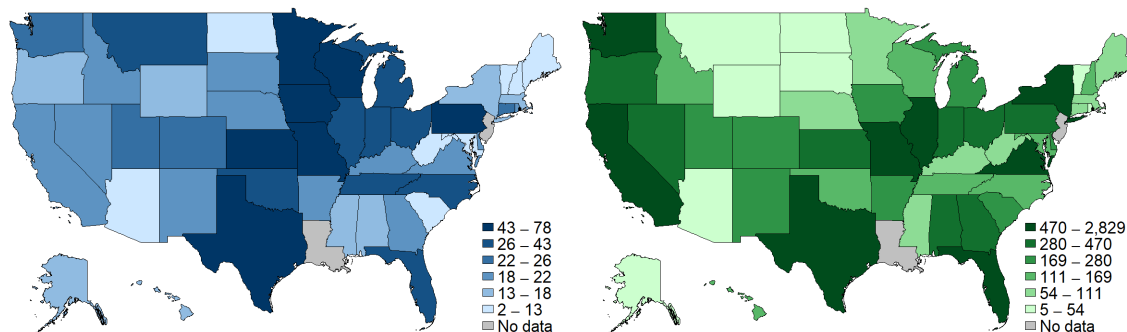 43 – 78
26 – 43
22 – 26
18 – 22
13 – 18
2 – 13
No data
470 – 2,829
280 – 470
169 – 280
111 – 169
54 – 111
5 – 54
No data